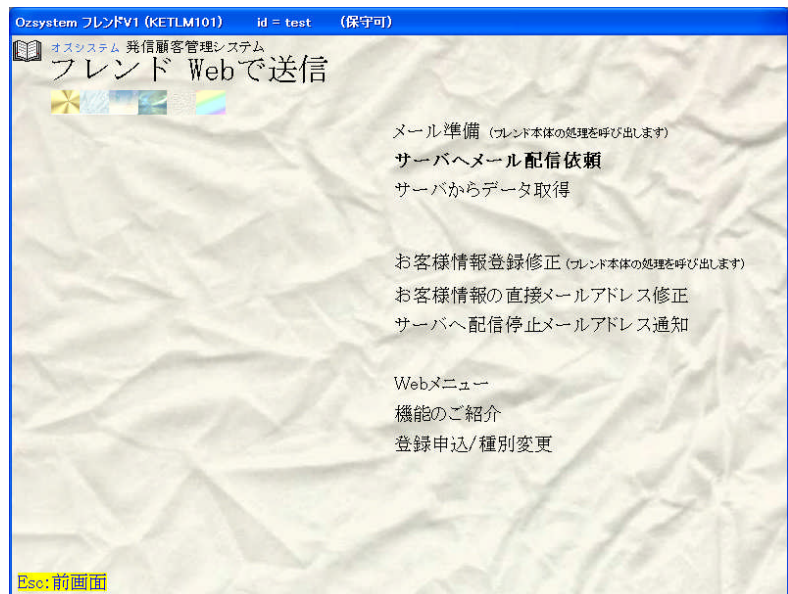 Ozsystem フレンドV1 (KETLM101) id = test (保守可)
オズシステム 発信顧客管理システム
フレンド Webで送信
メール準備 (フレンド本体の処理を呼び出します)
サーバへメール配信依頼
サーバからデータ取得
お客様情報登録修正 (フレンド本体の処理を呼び出します)
お客様情報の直接メールアドレス修正
サーバへ配信停止メールアドレス通知
Webメニュー
機能のご紹介
登録申込/種別変更
Esc:前画面